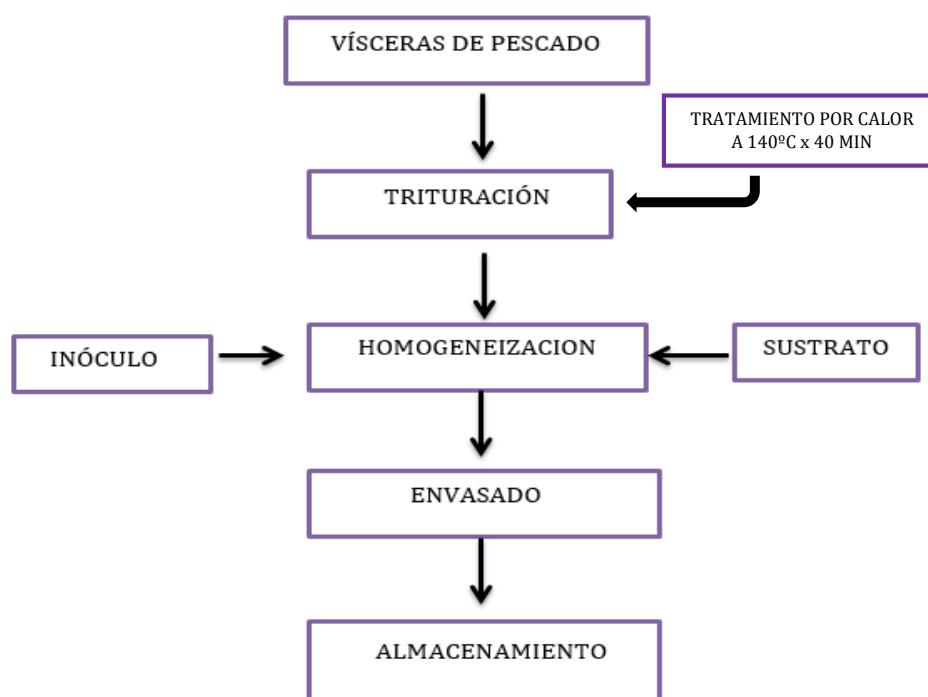 VÍSCERAS DE PESCADO
TRATAMIENTO POR CALOR
A 140ºC x 40 MIN
TRITURACIÓN
INÓCULO
HOMOGENEIZACION
SUSTRATO
ENVASADO
ALMACENAMIENTO